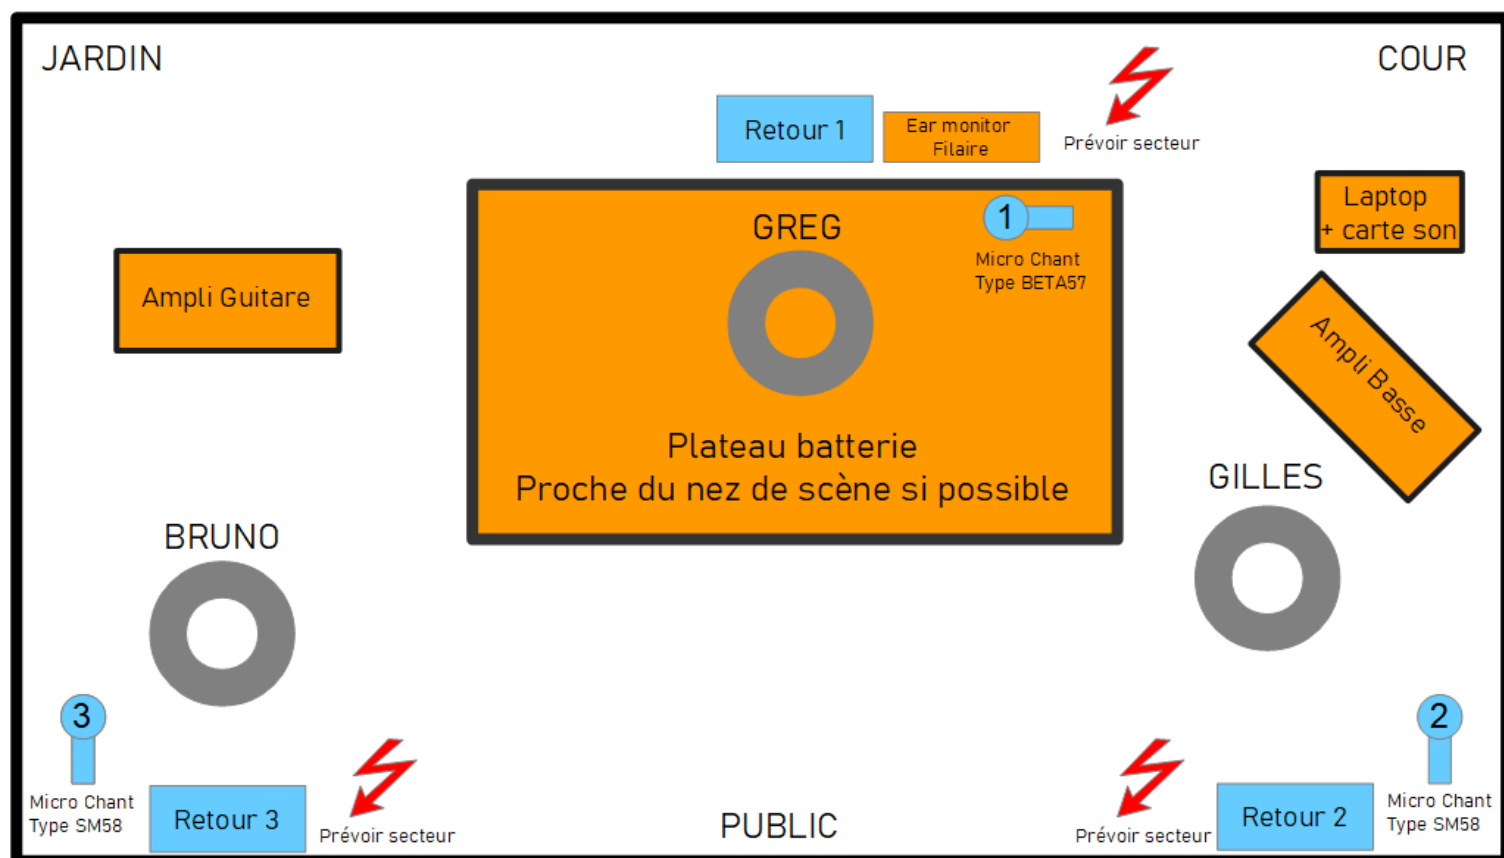 JARDIN
COUR
Retour 1
Ear monitor
Filaire
Prévoir secteur
Laptop
+ carte son
GREG
1
Micro Chant
Type BETA57
Ampli Guitare
Ampli Basse
Plateau batterie
Proche du nez de scène si possible
GILLES
BRUNO
3
Micro Chant
Type SM58
Retour 3
Prévoir secteur
PUBLIC
Prévoir secteur
Retour 2
2
Micro Chant
Type SM58